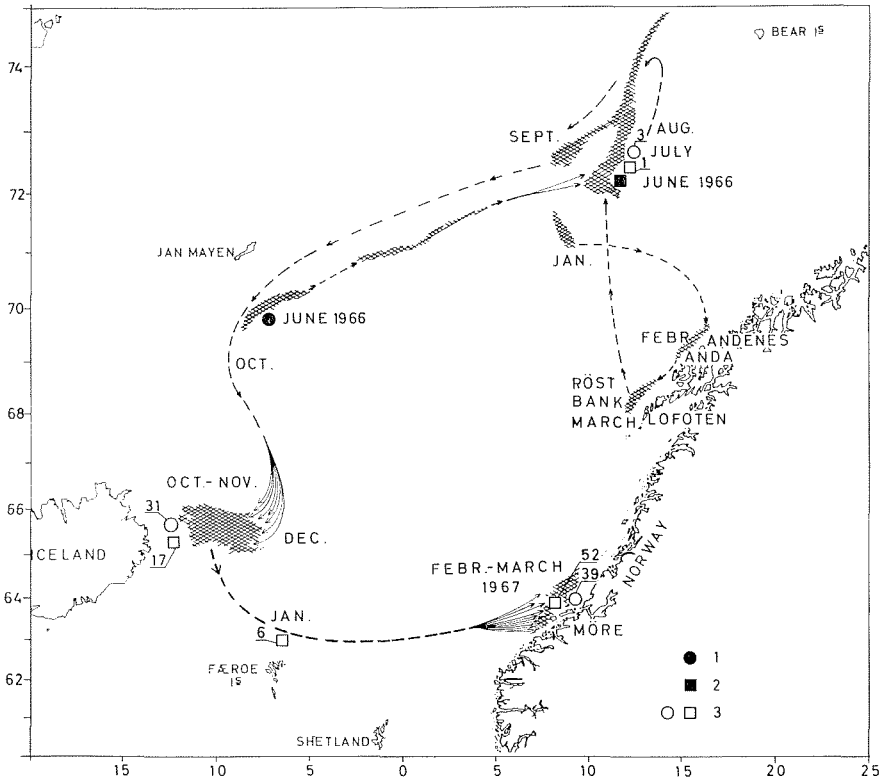 74
72
70
68
66
64
62
BEAR IS
SEPT.
3 AUG.
JULY
1
JUNE 1966
JAN MAYEN
JAN.
JUNE 1966
OCT.
FEBR.
ANDENES
ANDA
RÖST
BANK
MARCH
LOFOTEN
OCT.-NOV.
31
17
ICELAND
DEC.
FEBR.-MARCH
1967
52
39
NORWAY
JAN.
6
MÖRE
FÆROE
IS
SHETLAND
1
2
3
15 10 5 0 5 10 15 20 25